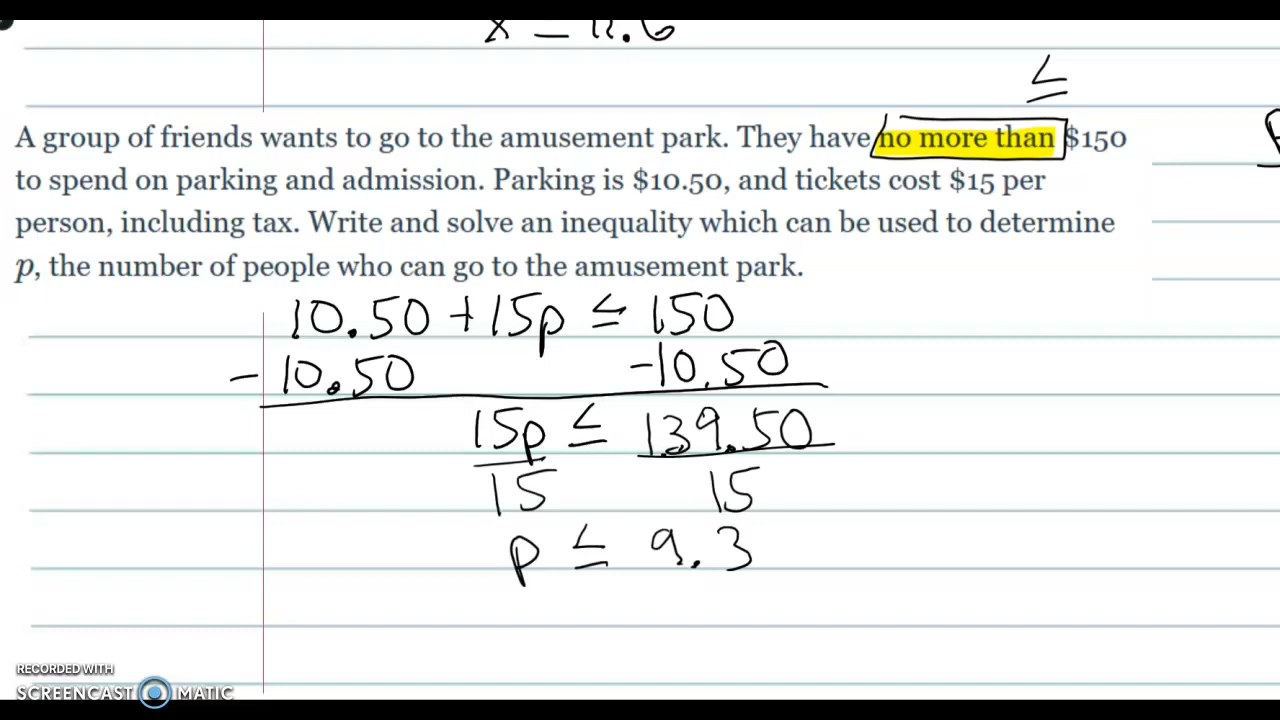 x = 11.6
≤
A group of friends wants to go to the amusement park. They have no more than $150
to spend on parking and admission. Parking is $10.50, and tickets cost $15 per
person, including tax. Write and solve an inequality which can be used to determine
p, the number of people who can go to the amusement park.
10.50 + 15p ≤ 150
- 10.50 -10.50
15p ≤ 139.50
15 15
p ≤ 9.3
RECORDED WITH
SCREENCAST MATIC